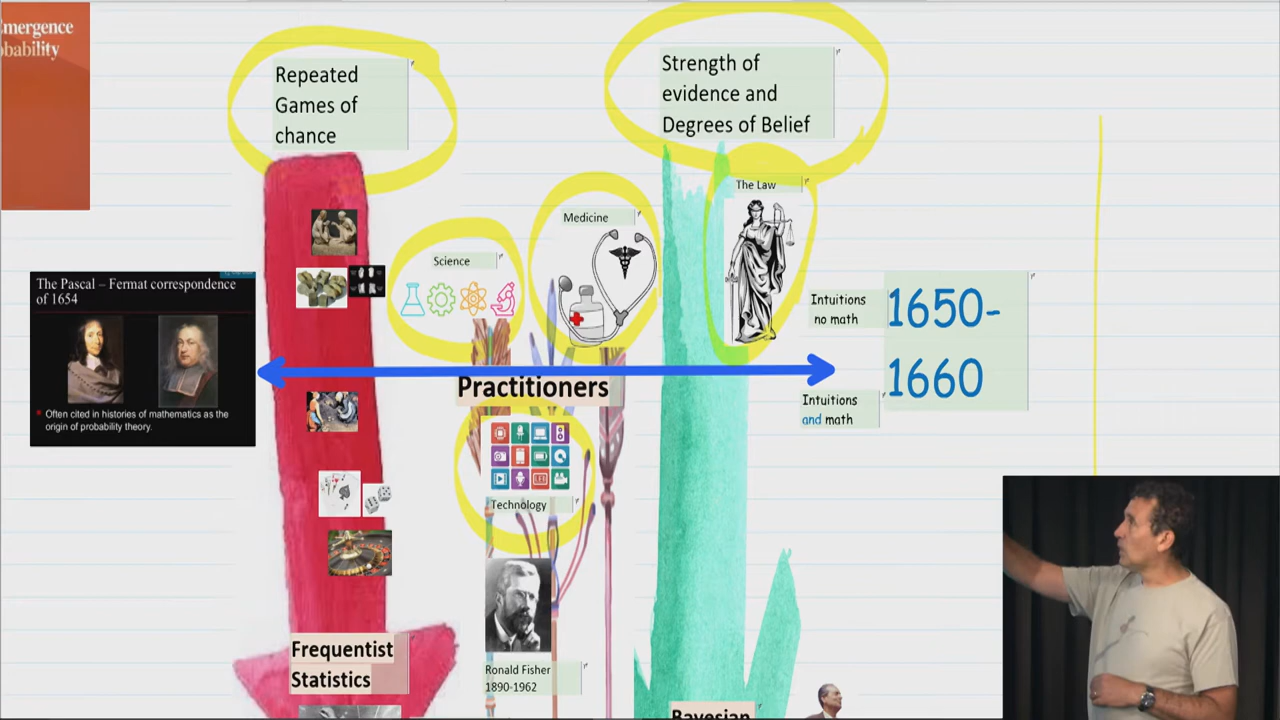 mergence
bability
Repeated
Games of
chance
Strength of
evidence and
Degrees of Belief
The Law
Medicine
Science
The Pascal – Fermat correspondence
of 1654
Often cited in histories of mathematics as the
origin of probability theory.
Intuitions
no math
1650-
1660
Intuitions
and math
Practitioners
Technology
Frequentist
Statistics
Ronald Fisher
1890-1962
Bayesian